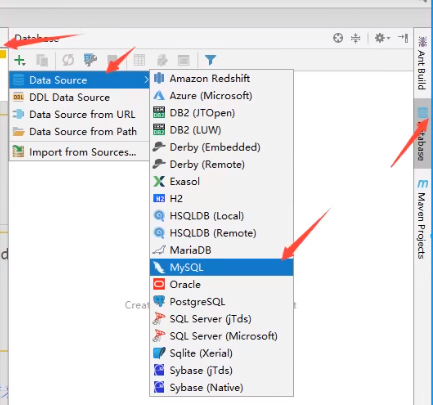 Database
Data Source
DDL Data Source
Data Source from URL
Data Source from Path
Import from Sources...
Amazon Redshift
Azure (Microsoft)
DB2 (JTOpen)
DB2 (LUW)
Derby (Embedded)
Derby (Remote)
Exasol
H2
HSQLDB (Local)
HSQLDB (Remote)
MariaDB
MySQL
Oracle
PostgreSQL
SQL Server (jTds)
SQL Server (Microsoft)
Sqlite (Xerial)
Sybase (jTds)
Sybase (Native)
Ant Build
Database
Maven Projects